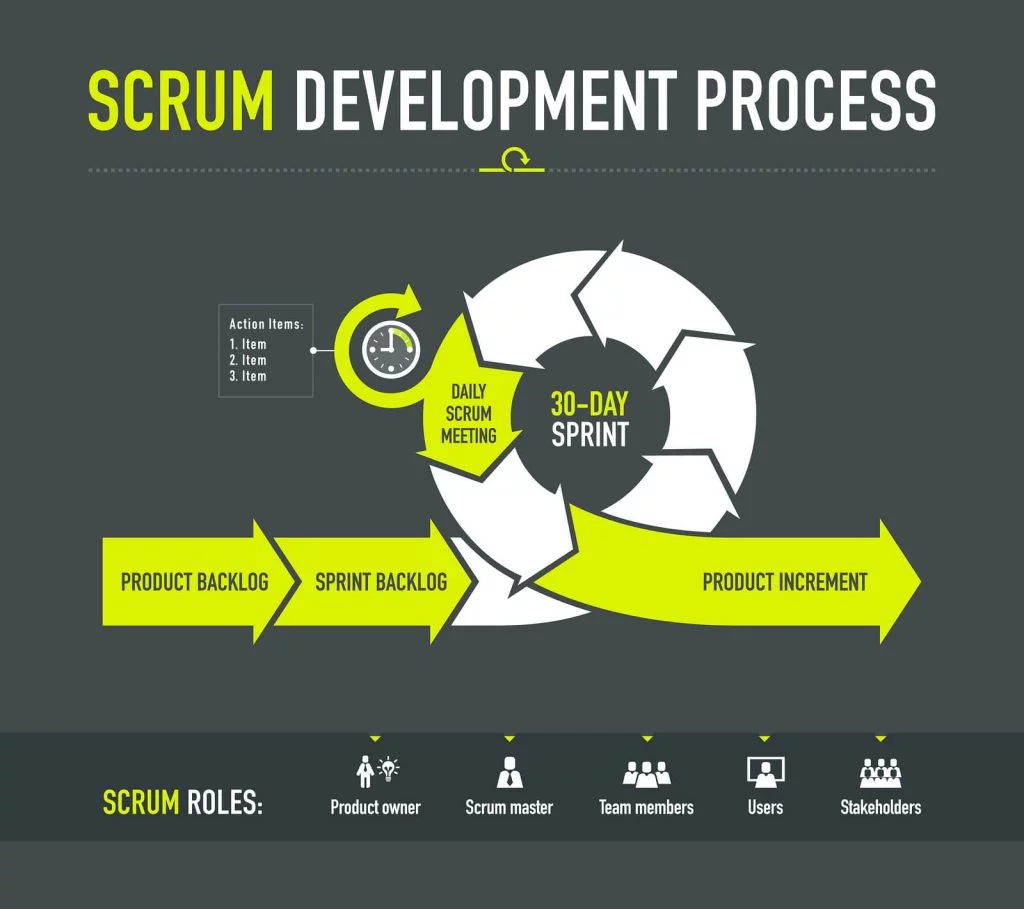 SCRUM DEVELOPMENT PROCESS
Action Items:
1. Item
2. Item
3. Item
DAILY
SCRUM
MEETING
30-DAY
SPRINT
PRODUCT BACKLOG
SPRINT BACKLOG
PRODUCT INCREMENT
SCRUM ROLES:
Product owner
Scrum master
Team members
Users
Stakeholders